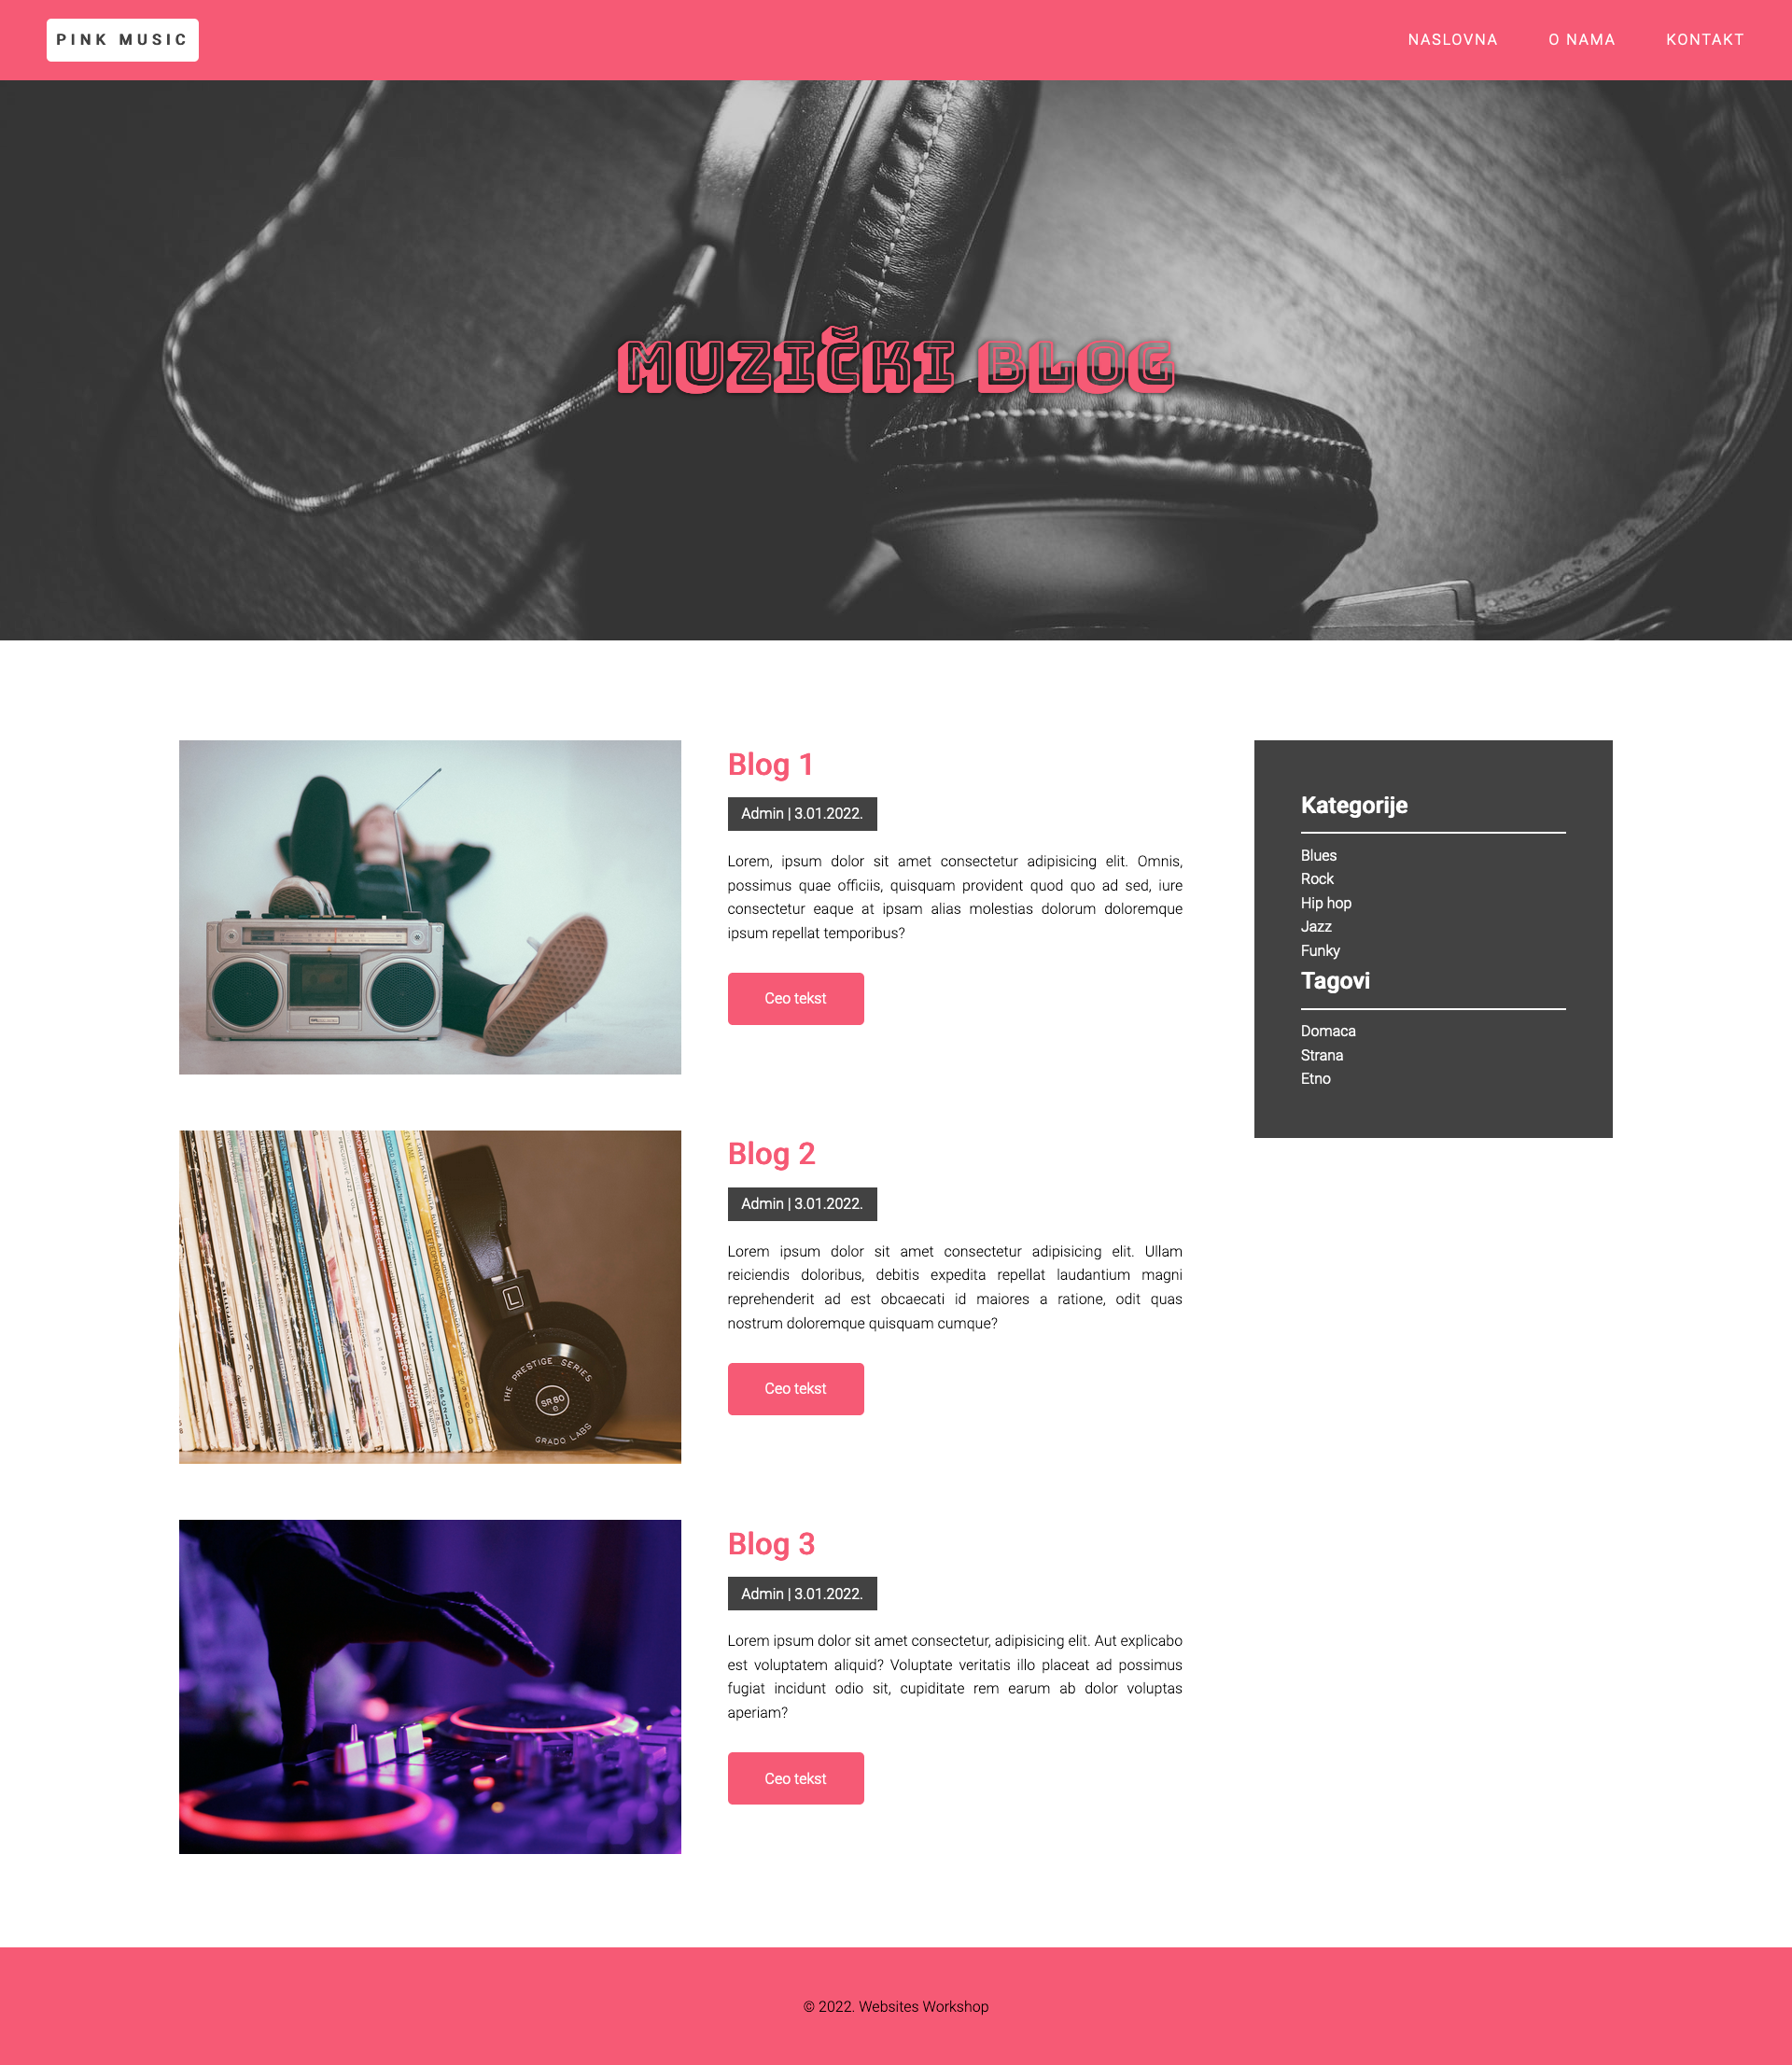 PINK MUSIC
NASLOVNA O NAMA KONTAKT
MUZIČKI BLOG
Blog 1
Admin | 3.01.2022.
Lorem, ipsum dolor sit amet consectetur adipisicing elit. Omnis,
possimus quae officiis, quisquam provident quod quo ad sed, iure
consectetur eaque at ipsam alias molestias dolorum doloremque
ipsum repellat temporibus?
Ceo tekst
Kategorije
Blues
Rock
Hip hop
Jazz
Funky
Tagovi
Domaca
Strana
Etno
L
THE PRESTIGE SERIES
SR80
e
GRADO LABS
Blog 2
Admin | 3.01.2022.
Lorem ipsum dolor sit amet consectetur adipisicing elit. Ullam
reiciendis doloribus, debitis expedita repellat laudantium magni
reprehenderit ad est obcaecati id maiores a ratione, odit quas
nostrum doloremque quisquam cumque?
Ceo tekst
Blog 3
Admin | 3.01.2022.
Lorem ipsum dolor sit amet consectetur, adipisicing elit. Aut explicabo
est voluptatem aliquid? Voluptate veritatis illo placeat ad possimus
fugiat incidunt odio sit, cupiditate rem earum ab dolor voluptas
aperiam?
Ceo tekst
© 2022. Websites Workshop